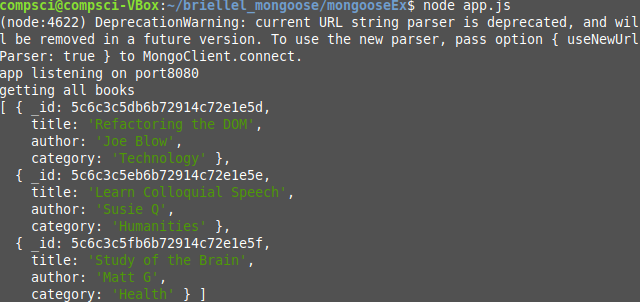 compsci@compsci-VBox:~/briellel_mongoose/mongooseEx$ node app.js
(node:4622) DeprecationWarning: current URL string parser is deprecated, and wil
l be removed in a future version. To use the new parser, pass option { useNewUrl
Parser: true } to MongoClient.connect.
app listening on port8080
getting all books
[ { _id: 5c6c3c5db6b72914c72e1e5d,
    title: 'Refactoring the DOM',
    author: 'Joe Blow',
    category: 'Technology' },
  { _id: 5c6c3c5eb6b72914c72e1e5e,
    title: 'Learn Colloquial Speech',
    author: 'Susie Q',
    category: 'Humanities' },
  { _id: 5c6c3c5fb6b72914c72e1e5f,
    title: 'Study of the Brain',
    author: 'Matt G',
    category: 'Health' } ]